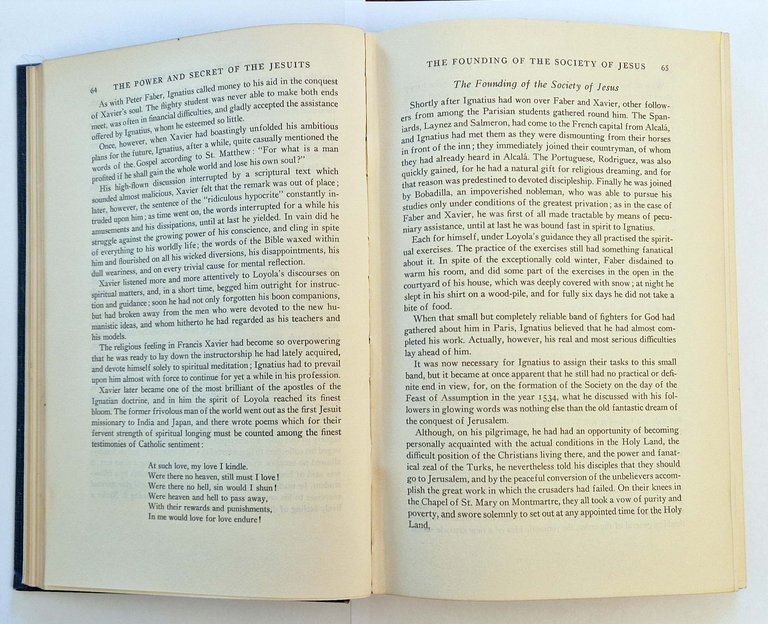 64 THE POWER AND SECRET OF THE JESUITS
As with Peter Faber, Ignatius called money to his aid in the conquest
of Xavier's soul. The flighty student was never able to make both ends
meet, was often in financial difficulties, and gladly accepted the assistance
offered by Ignatius, whom he esteemed so little.
Once, however, when Xavier had boastingly unfolded his ambitious
plans for the future, Ignatius, after a while, quite casually mentioned the
words of the Gospel according to St. Matthew: "For what is a man
profited if he shall gain the whole world and lose his own soul?"
His high-flown discussion interrupted by a scriptural text which
sounded almost malicious, Xavier felt that the remark was out of place;
later, however, the sentence of the "ridiculous hypocrite" constantly in-
truded upon him; as time went on, the words interrupted for a while his
amusements and his dissipations, until at last he yielded. In vain did he
struggle against the growing power of his conscience, and cling in spite
of everything to his worldly life; the words of the Bible waxed within
him and flourished on all his wicked diversions, his disappointments, his
dull weariness, and on every trivial cause for mental reflection.
Xavier listened more and more attentively to Loyola's discourses on
spiritual matters, and, in a short time, begged him outright for instruc-
tion and guidance; soon he had not only forgotten his boon companions,
but had broken away from the men who were devoted to the new hu-
manistic ideas, and whom hitherto he had regarded as his teachers and
his models.
The religious feeling in Francis Xavier had become so overpowering
that he was ready to lay down the instructorship he had lately acquired,
and devote himself solely to spiritual meditation; Ignatius had to prevail
upon him almost with force to continue for yet a while in his profession.
Xavier later became one of the most brilliant of the apostles of the
Ignatian doctrine, and in him the spirit of Loyola reached its finest
bloom. The former frivolous man of the world went out as the first Jesuit
missionary to India and Japan, and there wrote poems which for their
fervent strength of spiritual longing must be counted among the finest
testimonies of Catholic sentiment:
At such love, my love I kindle.
Were there no heaven, still must I love!
Were there no hell, sin would I shun!
Were heaven and hell to pass away,
With their rewards and punishments,
In me would love for love endure!
THE FOUNDING OF THE SOCIETY OF JESUS 65
The Founding of the Society of Jesus
Shortly after Ignatius had won over Faber and Xavier, other follow-
ers from among the Parisian students gathered round him. The Span-
iards, Laynez and Salmeron, had come to the French capital from Alcalá,
and Ignatius had met them as they were dismounting from their horses
in front of the inn; they immediately joined their countryman, of whom
they had already heard in Alcalá. The Portuguese, Rodriguez, was also
quickly gained, for he had a natural gift for religious dreaming, and for
that reason was predestined to devoted discipleship. Finally he was joined
by Bobadilla, an impoverished nobleman, who was able to pursue his
studies only under conditions of the greatest privation; as in the case of
Faber and Xavier, he was first of all made tractable by means of pecu-
niary assistance, until at last he was bound fast in spirit to Ignatius.
Each for himself, under Loyola's guidance they all practised the spirit-
ual exercises. The practice of the exercises still had something fanatical
about it. In spite of the exceptionally cold winter, Faber disdained to
warm his room, and did some part of the exercises in the open in the
courtyard of his house, which was deeply covered with snow; at night he
slept in his shirt on a wood-pile, and for fully six days he did not take a
bite of food.
When that small but completely reliable band of fighters for God had
gathered about him in Paris, Ignatius believed that he had almost com-
pleted his work. Actually, however, his real and most serious difficulties
lay ahead of him.
It was now necessary for Ignatius to assign their tasks to this small
band, but it became at once apparent that he still had no practical or defi-
nite end in view, for, on the formation of the Society on the day of the
Feast of Assumption in the year 1534, what he discussed with his fol-
lowers in glowing words was nothing else than the old fantastic dream of
the conquest of Jerusalem.
Although, on his pilgrimage, he had had an opportunity of becoming
personally acquainted with the actual conditions in the Holy Land, the
difficult position of the Christians living there, and the power and fanat-
ical zeal of the Turks, he nevertheless told his disciples that they should
go to Jerusalem, and by the peaceful conversion of the unbelievers accom-
plish the great work in which the crusaders had failed. On their knees in
the Chapel of St. Mary on Montmartre, they all took a vow of purity and
poverty, and swore solemnly to set out at any appointed time for the Holy
Land,